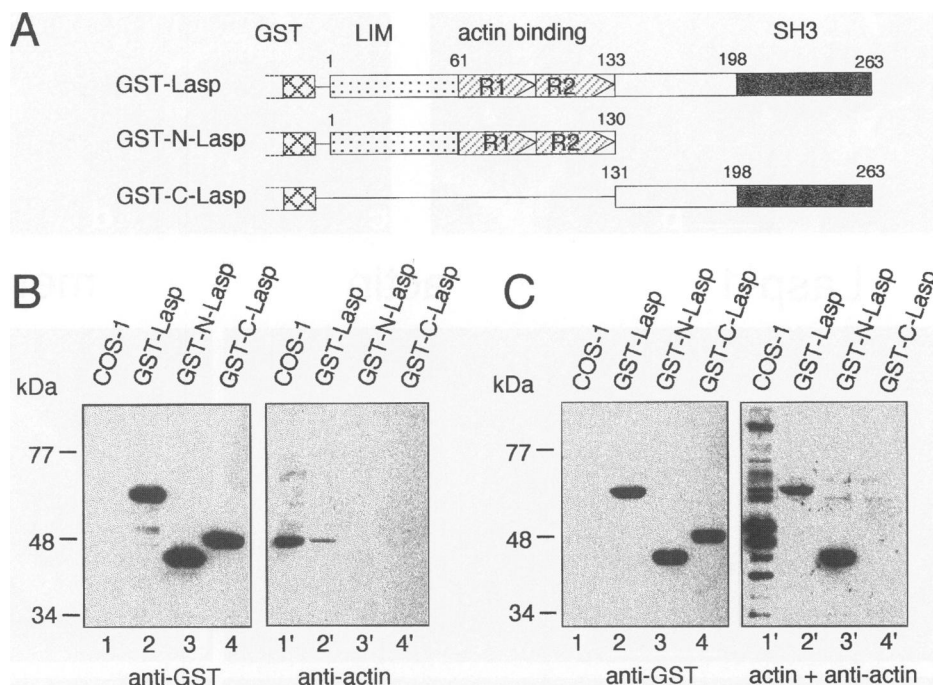 A
GST LIM actin binding SH3
1 61 133 198 263
GST-Lasp R1 R2
1 130
GST-N-Lasp R1 R2
131 198 263
GST-C-Lasp
B
COS-1 GST-Lasp GST-N-Lasp GST-C-Lasp COS-1 GST-Lasp GST-N-Lasp GST-C-Lasp
kDa
77
48
34
1 2 3 4 1' 2' 3' 4'
anti-GST anti-actin
C
COS-1 GST-Lasp GST-N-Lasp GST-C-Lasp COS-1 GST-Lasp GST-N-Lasp GST-C-Lasp
kDa
77
48
34
1 2 3 4 1' 2' 3' 4'
anti-GST actin + anti-actin